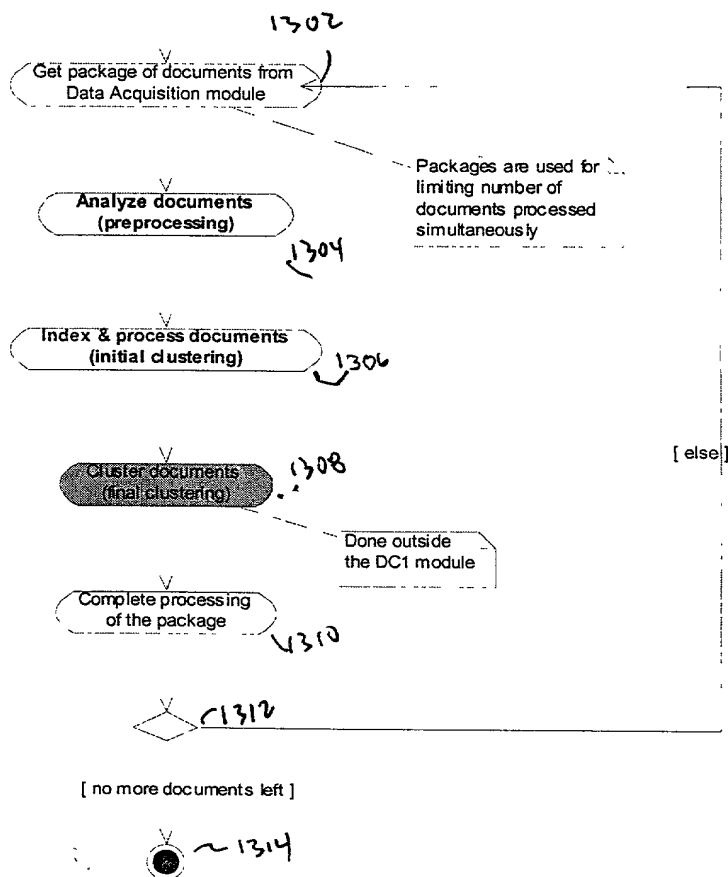 1302
Get package of documents from
Data Acquisition module
Packages are used for
limiting number of
documents processed
simultaneously
Analyze documents
(preprocessing)
1304
Index & process documents
(initial clustering)
1306
[ else ]
Cluster documents
(final clustering)
1308
Done outside
the DC1 module
Complete processing
of the package
1310
1312
[ no more documents left ]
1314